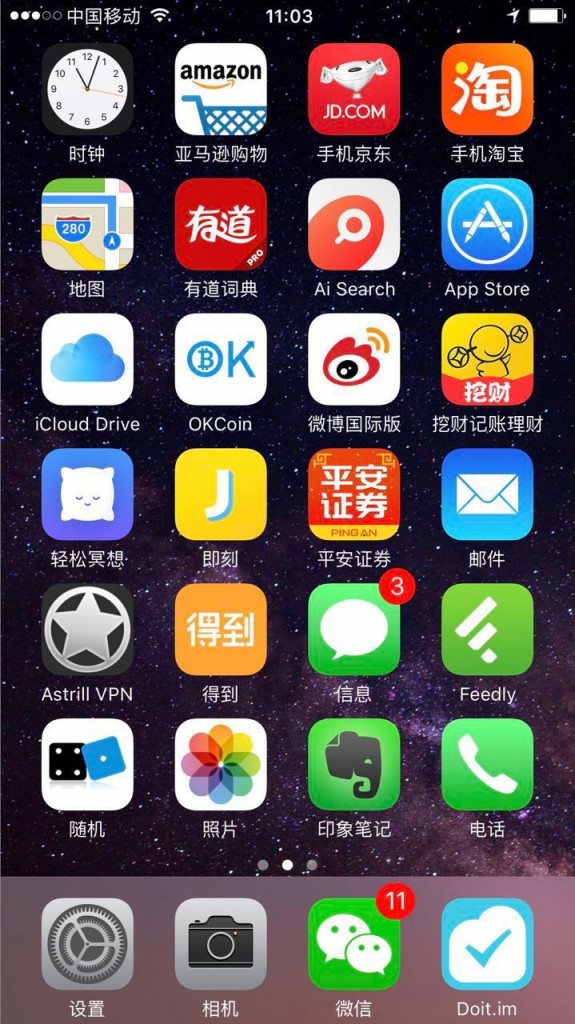 中国移动 11:03
12 1 2 3 4 5 6 7 8 9 10 11
amazon
JD.COM
淘
时钟 亚马逊购物 手机京东 手机淘宝
280
有道
PRO
地图 有道词典 Ai Search App Store
OK
挖财
iCloud Drive OKCoin 微博国际版 挖财记账理财
J
平安
证券
PINGAN
轻松冥想 即刻 平安证券 邮件
得到
3
Astrill VPN 得到 信息 Feedly
随机 照片 印象笔记 电话
11
设置 相机 微信 Doit.im